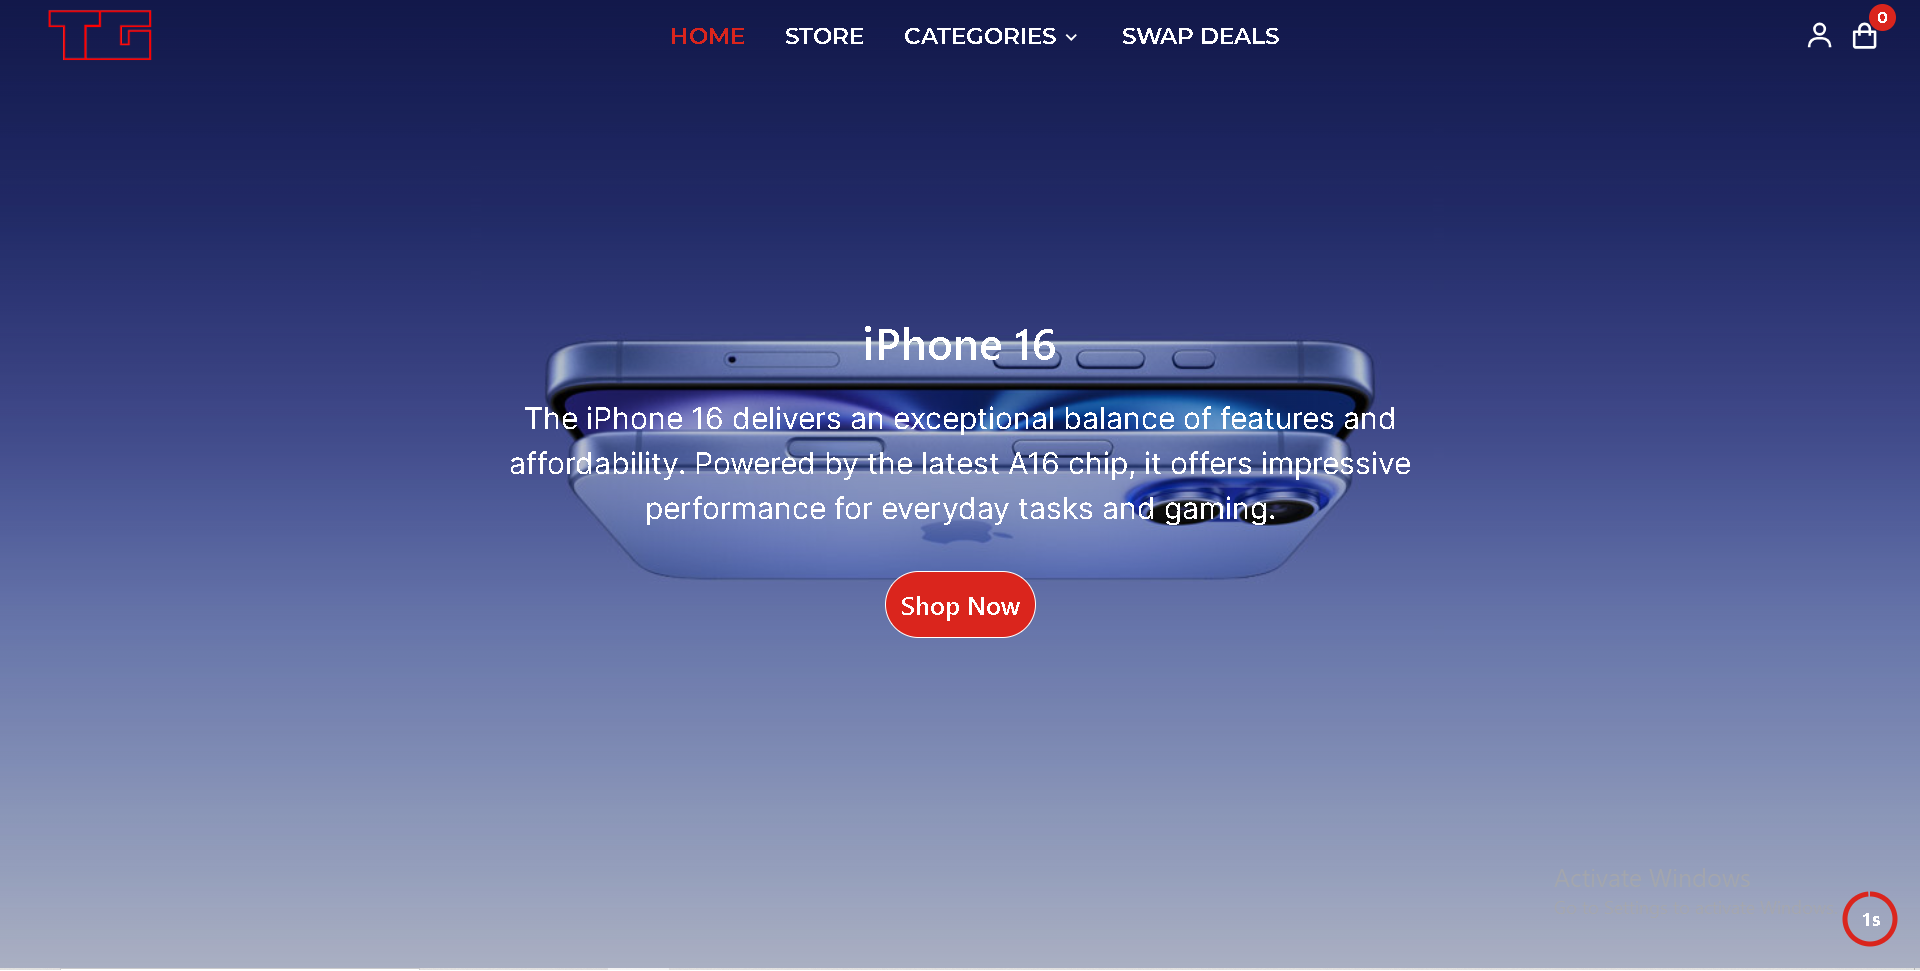 TG
HOME STORE CATEGORIES SWAP DEALS
0
iPhone 16
The iPhone 16 delivers an exceptional balance of features and
affordability. Powered by the latest A16 chip, it offers impressive
performance for everyday tasks and gaming.
Shop Now
Activate Windows
1s